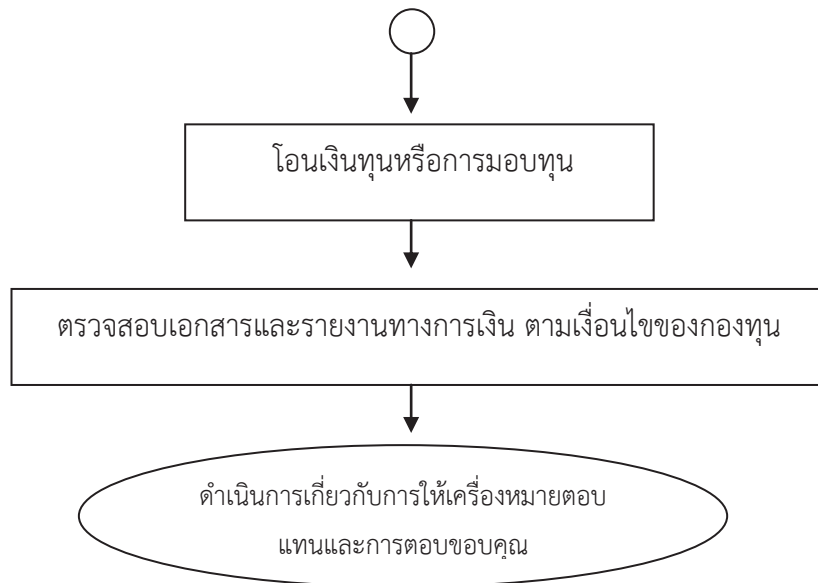 โอนเงินทุนหรือการมอบทุน
ตรวจสอบเอกสารและรายงานทางการเงิน ตามเงื่อนไขของกองทุน
ดำเนินการเกี่ยวกับการให้เครื่องหมายตอบ
แทนและการตอบขอบคุณ